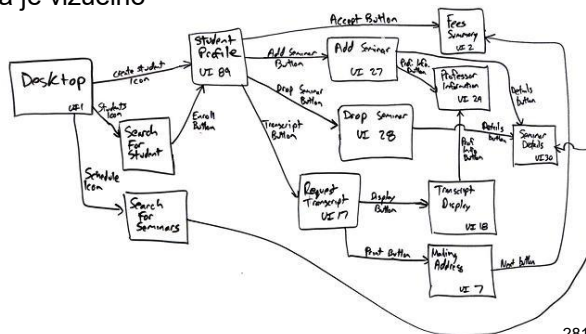 a je vizuelno
Accept Button
Fees
Summary
UI 2
Student
Profile
UI 89
Add Seminar
Button
Add Seminar
UI 27
Prof. Info
Button
Professor
Information
UI 29
Details
Button
Desktop
UI 1
create student
Icon
Students
Icon
Search
For
Student
Enroll
Button
Drop Seminar
Button
Drop Seminar
UI 28
Details
Button
Seminar
Details
UI 30
Transcript
Button
Prof
Info
Button
Schedule
Icon
Search
For
Seminars
Request
Transcript
UI 17
Display
Button
Transcript
Display
UI 18
Print Button
Mailing
Address
UI 7
Next Button
281